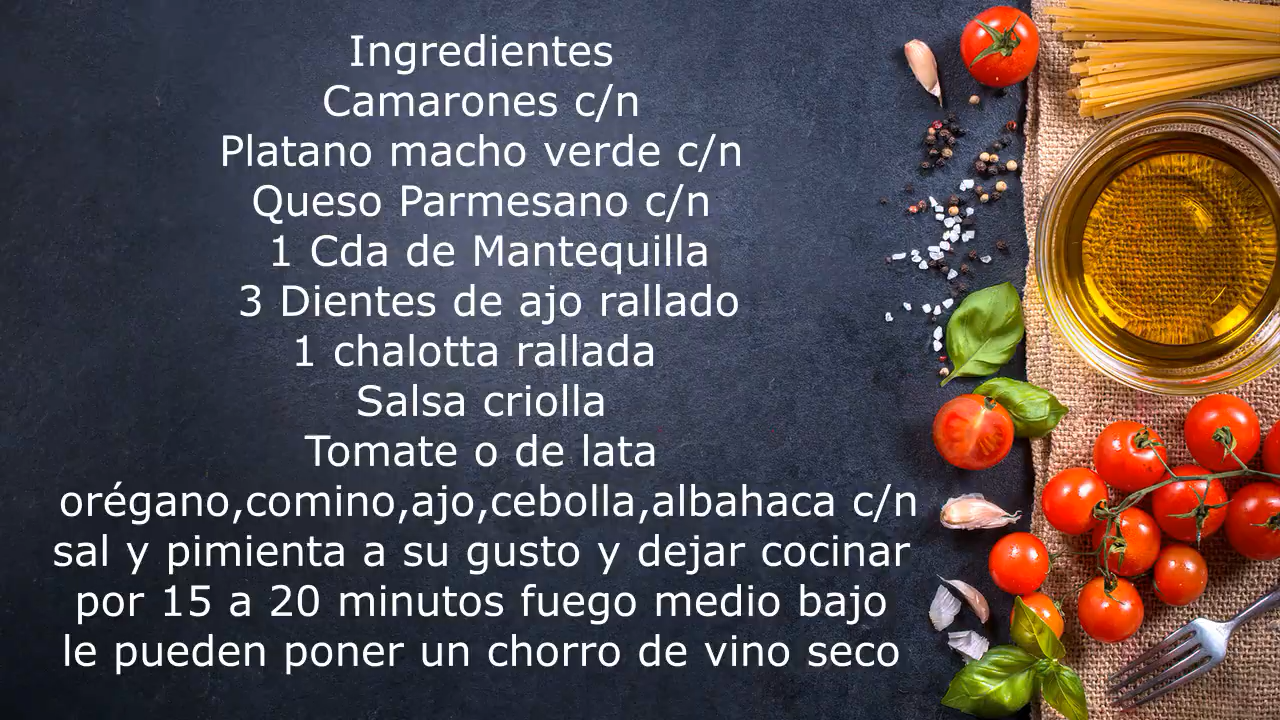 Ingredientes
Camarones c/n
Platano macho verde c/n
Queso Parmesano c/n
1 Cda de Mantequilla
3 Dientes de ajo rallado
1 chalotta rallada
Salsa criolla
Tomate o de lata
orégano,comino,ajo,cebolla,albahaca c/n
sal y pimienta a su gusto y dejar cocinar
por 15 a 20 minutos fuego medio bajo
le pueden poner un chorro de vino seco